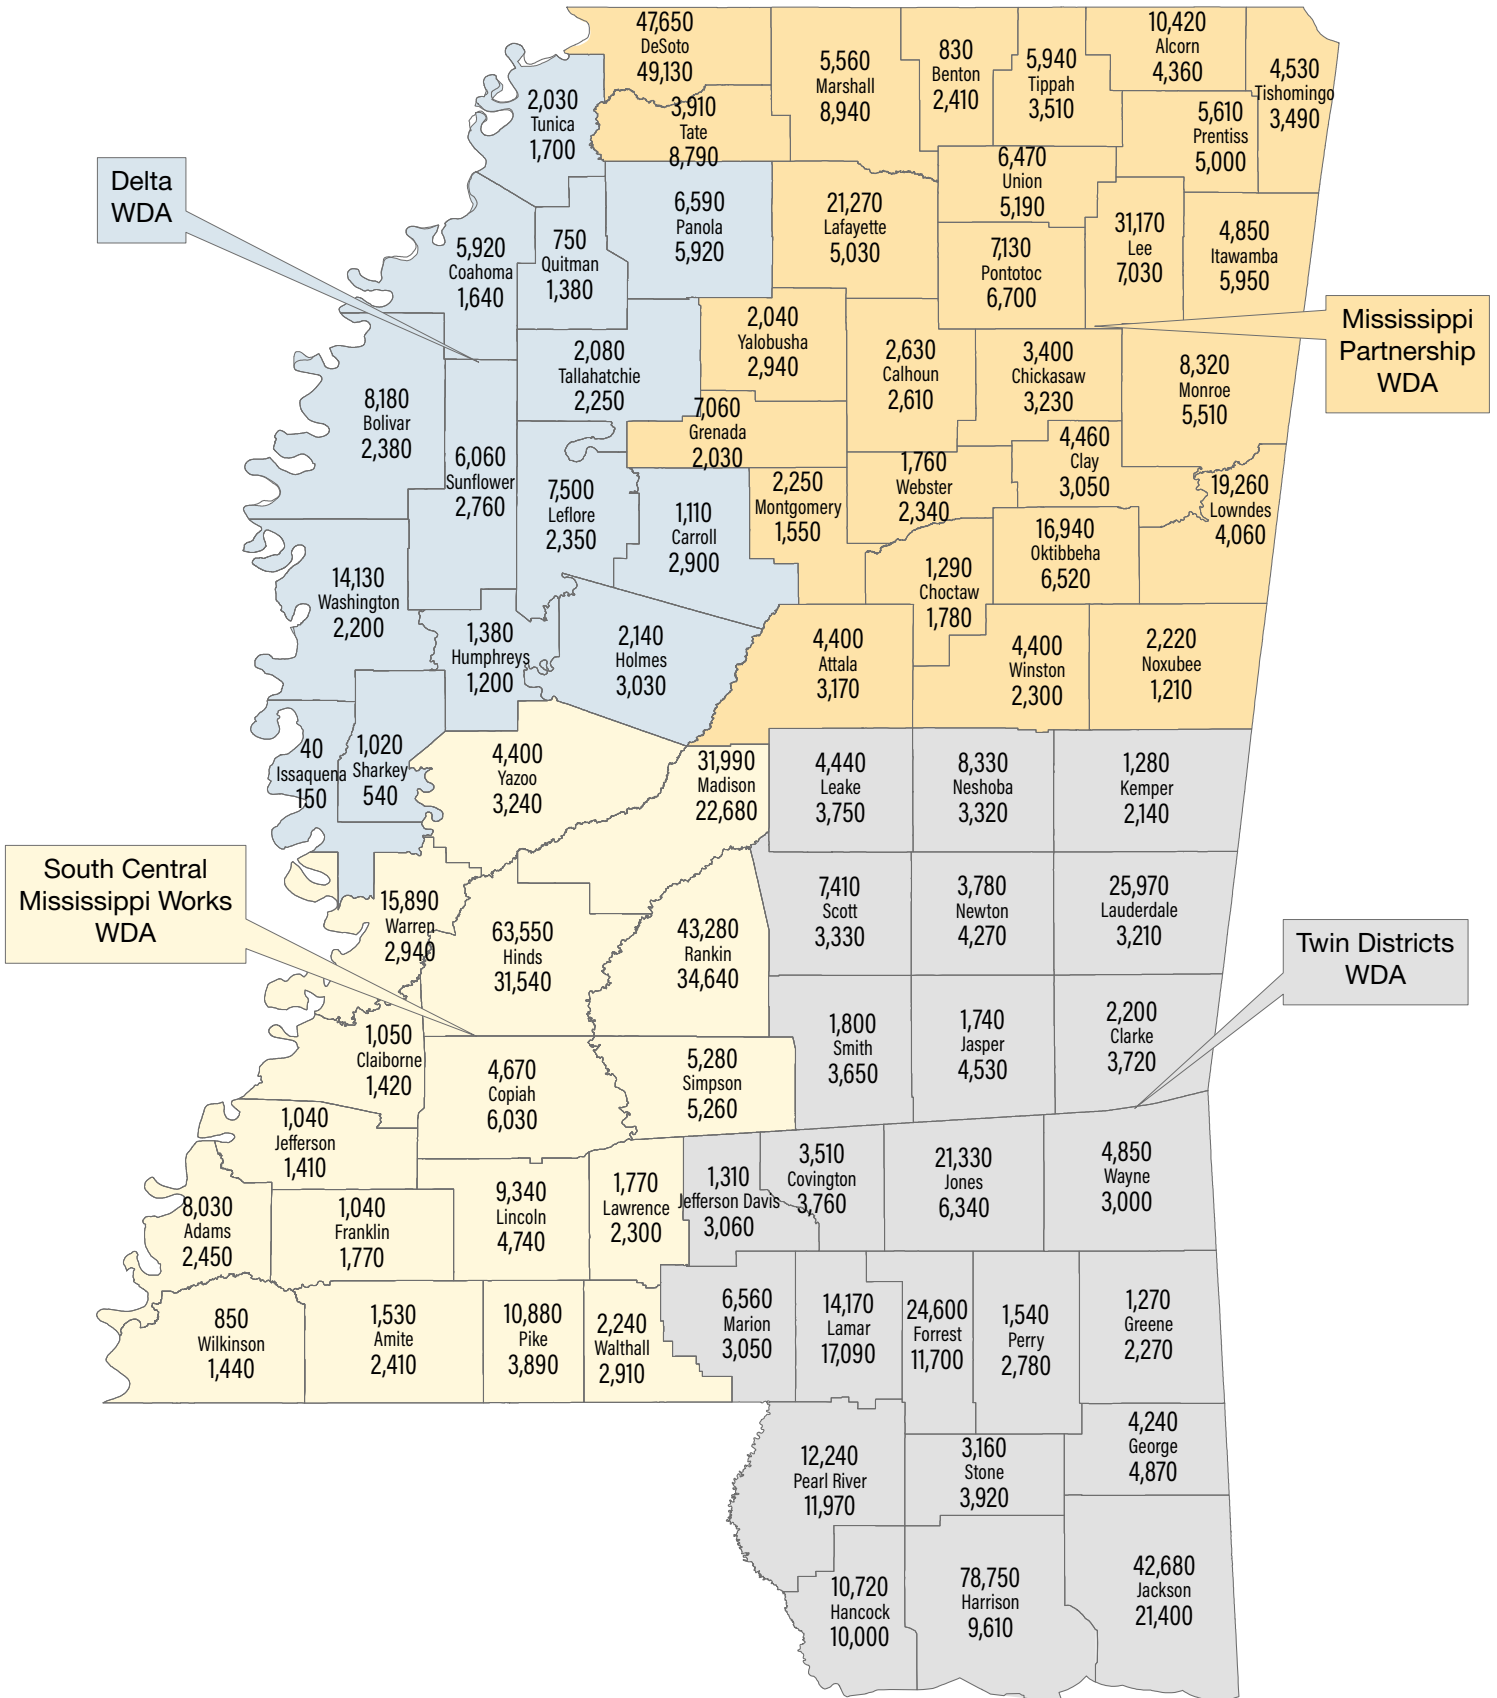 47,650
DeSoto
49,130
5,560
Marshall
8,940
830
Benton
2,410
5,940
Tippah
3,510
10,420
Alcorn
4,360
4,530
Tishomingo
3,490
2,030
Tunica
1,700
3,910
Tate
8,790
5,610
Prentiss
5,000
Delta
WDA
6,470
Union
5,190
6,590
Panola
5,920
21,270
Lafayette
5,030
31,170
Lee
7,030
4,850
Itawamba
5,950
5,920
Coahoma
1,640
750
Quitman
1,380
7,130
Pontotoc
6,700
Mississippi
Partnership
WDA
2,040
Yalobusha
2,940
2,080
Tallahatchie
2,250
2,630
Calhoun
2,610
3,400
Chickasaw
3,230
8,320
Monroe
5,510
8,180
Bolivar
2,380
7,060
Grenada
2,030
4,460
Clay
3,050
6,060
Sunflower
2,760
7,500
Leflore
2,350
1,110
Carroll
2,900
2,250
Montgomery
1,550
1,760
Webster
2,340
19,260
Lowndes
4,060
16,940
Oktibbeha
6,520
14,130
Washington
2,200
1,290
Choctaw
1,780
1,380
Humphreys
1,200
2,140
Holmes
3,030
4,400
Attala
3,170
4,400
Winston
2,300
2,220
Noxubee
1,210
40
Issaquena
150
1,020
Sharkey
540
4,400
Yazoo
3,240
31,990
Madison
22,680
4,440
Leake
3,750
8,330
Neshoba
3,320
1,280
Kemper
2,140
South Central
Mississippi Works
WDA
15,890
Warren
2,940
63,550
Hinds
31,540
43,280
Rankin
34,640
7,410
Scott
3,330
3,780
Newton
4,270
25,970
Lauderdale
3,210
Twin Districts
WDA
1,050
Claiborne
1,420
4,670
Copiah
6,030
5,280
Simpson
5,260
1,800
Smith
3,650
1,740
Jasper
4,530
2,200
Clarke
3,720
1,040
Jefferson
1,410
8,030
Adams
2,450
1,040
Franklin
1,770
9,340
Lincoln
4,740
1,770
Lawrence
2,300
1,310
Jefferson Davis
3,060
3,510
Covington
3,760
21,330
Jones
6,340
4,850
Wayne
3,000
850
Wilkinson
1,440
1,530
Amite
2,410
10,880
Pike
3,890
2,240
Walthall
2,910
6,560
Marion
3,050
14,170
Lamar
17,090
24,600
Forrest
11,700
1,540
Perry
2,780
1,270
Greene
2,270
12,240
Pearl River
11,970
3,160
Stone
3,920
4,240
George
4,870
10,720
Hancock
10,000
78,750
Harrison
9,610
42,680
Jackson
21,400